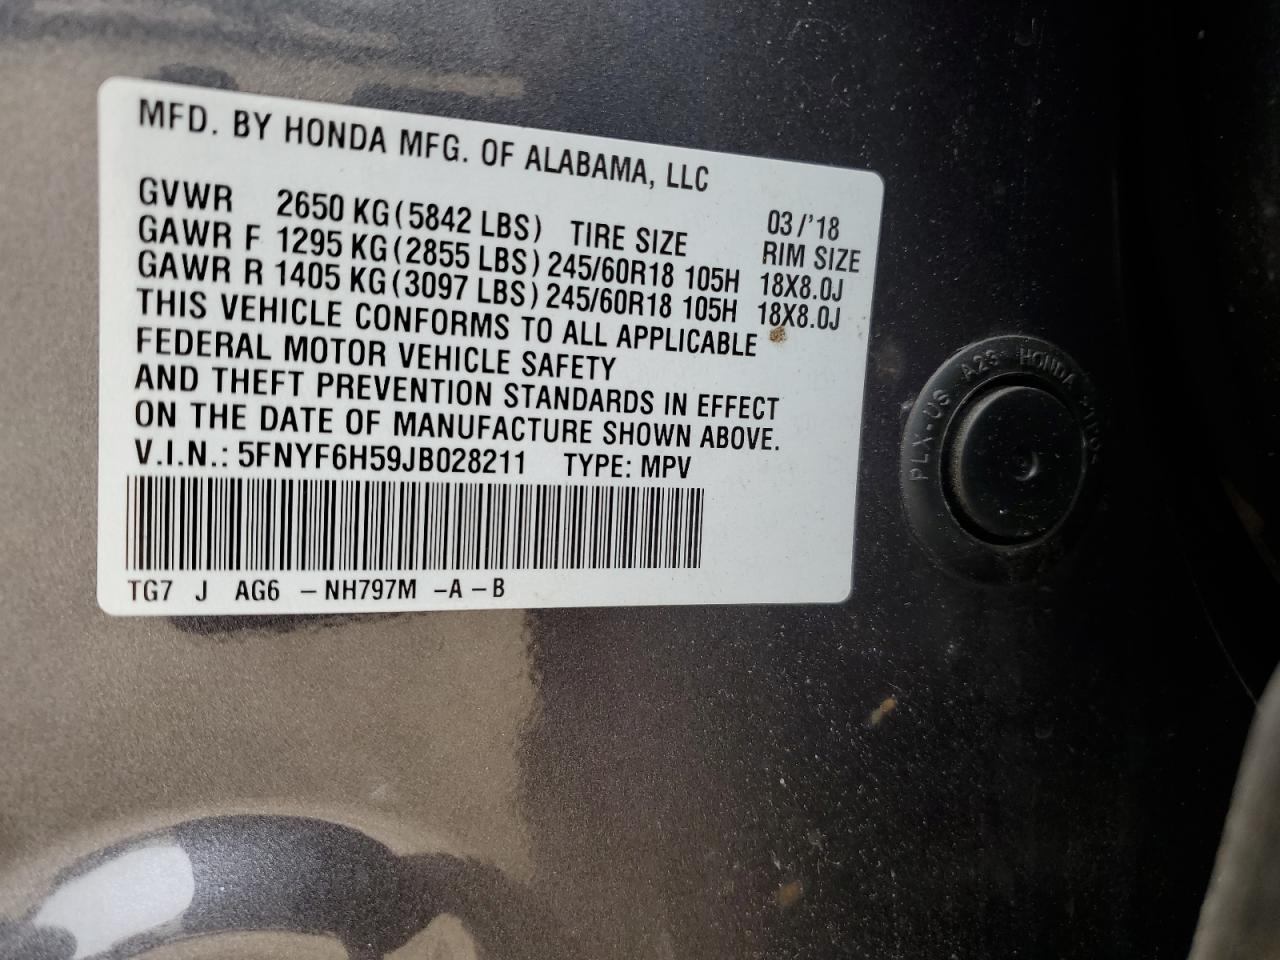 MFD. BY HONDA MFG. OF ALABAMA, LLC
03/'18
GVWR 2650 KG(5842 LBS) TIRE SIZE RIM SIZE
GAWR F 1295 KG(2855 LBS) 245/60R18 105H 18X8.0J
GAWR R 1405 KG(3097 LBS) 245/60R18 105H 18X8.0J
THIS VEHICLE CONFORMS TO ALL APPLICABLE
FEDERAL MOTOR VEHICLE SAFETY
AND THEFT PREVENTION STANDARDS IN EFFECT
ON THE DATE OF MANUFACTURE SHOWN ABOVE.
V.I.N.: 5FNYF6H59JB028211 TYPE: MPV
TG7 J AG6 –NH797M –A–B
PLX-US A23 HONDA